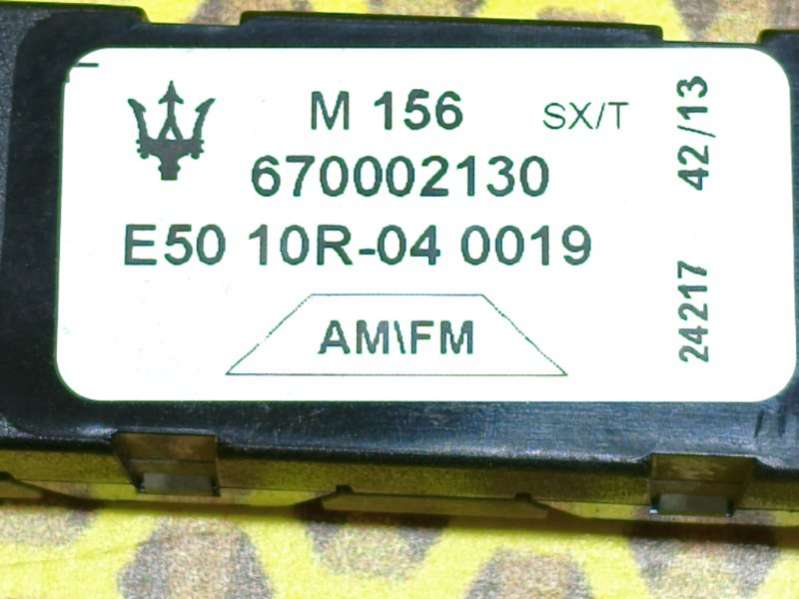 M 156 SX/T
670002130
E50 10R-04 0019
AM\FM
42/13
24217